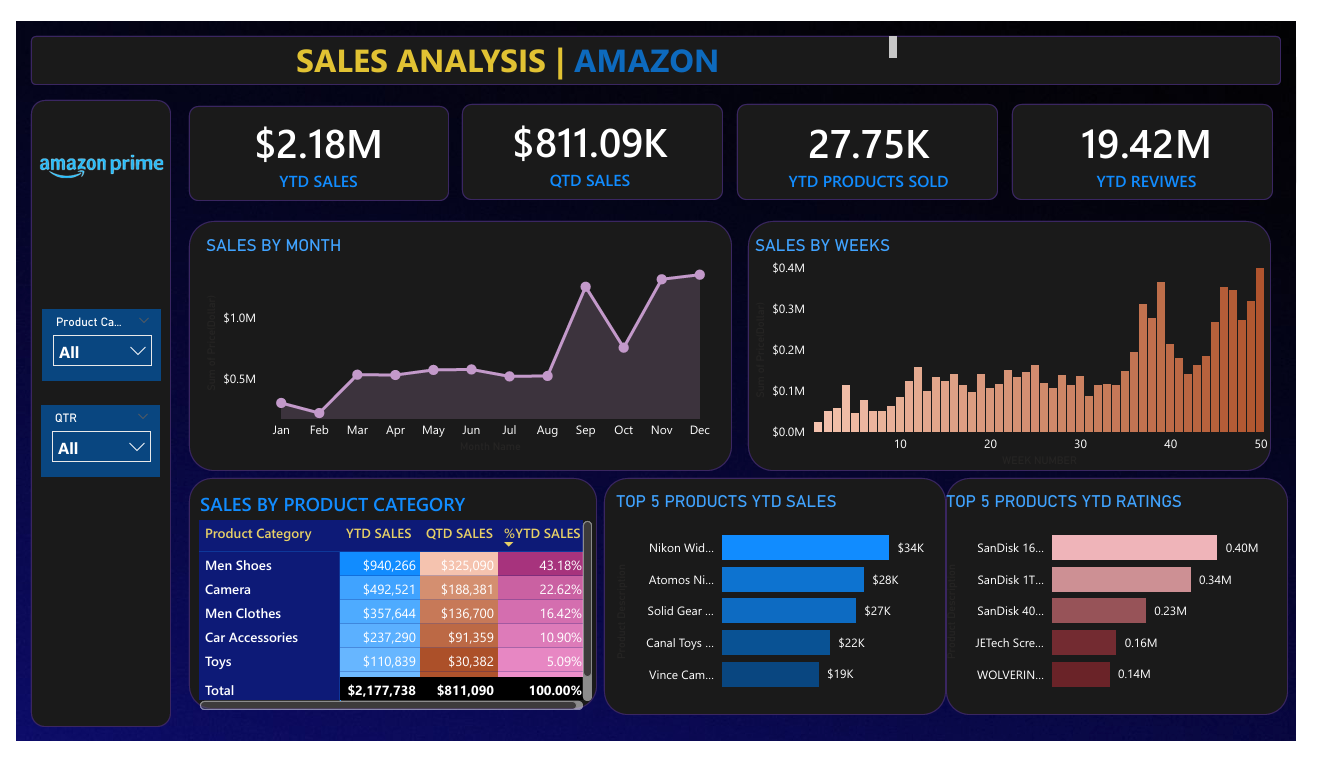 SALES ANALYSIS | AMAZON
amazon prime
Product Ca...
All
QTR
All
$2.18M
YTD SALES
$811.09K
QTD SALES
27.75K
YTD PRODUCTS SOLD
19.42M
YTD REVIWES
SALES BY MONTH
$1.0M
$0.5M
Jan Feb Mar Apr May Jun Jul Aug Sep Oct Nov Dec
Month Name
SALES BY WEEKS
$0.4M
$0.3M
$0.2M
$0.1M
$0.0M
10 20 30 40 50
WEEK NUMBER
SALES BY PRODUCT CATEGORY
Product Category YTD SALES QTD SALES %YTD SALES
Men Shoes $940,266 $325,090 43.18%
Camera $492,521 $188,381 22.62%
Men Clothes $357,644 $136,700 16.42%
Car Accessories $237,290 $91,359 10.90%
Toys $110,839 $30,382 5.09%
Total $2,177,738 $811,090 100.00%
TOP 5 PRODUCTS YTD SALES
Product Description
Nikon Wid... $34K
Atomos Ni... $28K
Solid Gear ... $27K
Canal Toys ... $22K
Vince Cam... $19K
TOP 5 PRODUCTS YTD RATINGS
SanDisk 16... 0.40M
SanDisk 1T... 0.34M
SanDisk 40... 0.23M
JETech Scre... 0.16M
WOLVERIN... 0.14M